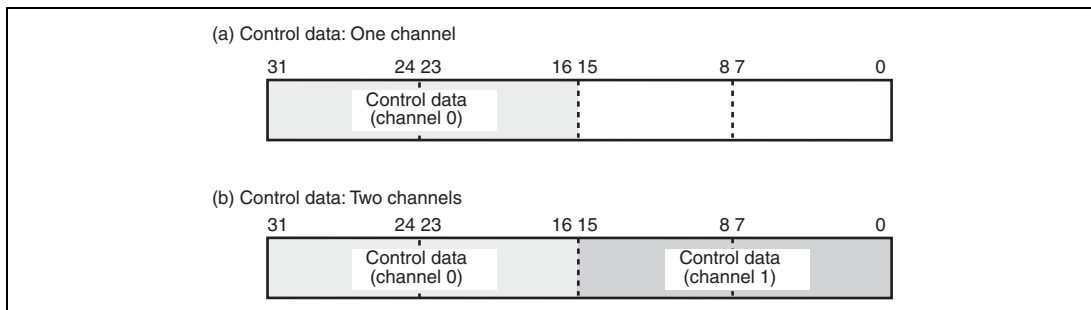 (a) Control data: One channel
31 24 23 16 15 8 7 0
Control data
(channel 0)
(b) Control data: Two channels
31 24 23 16 15 8 7 0
Control data Control data
(channel 0) (channel 1)